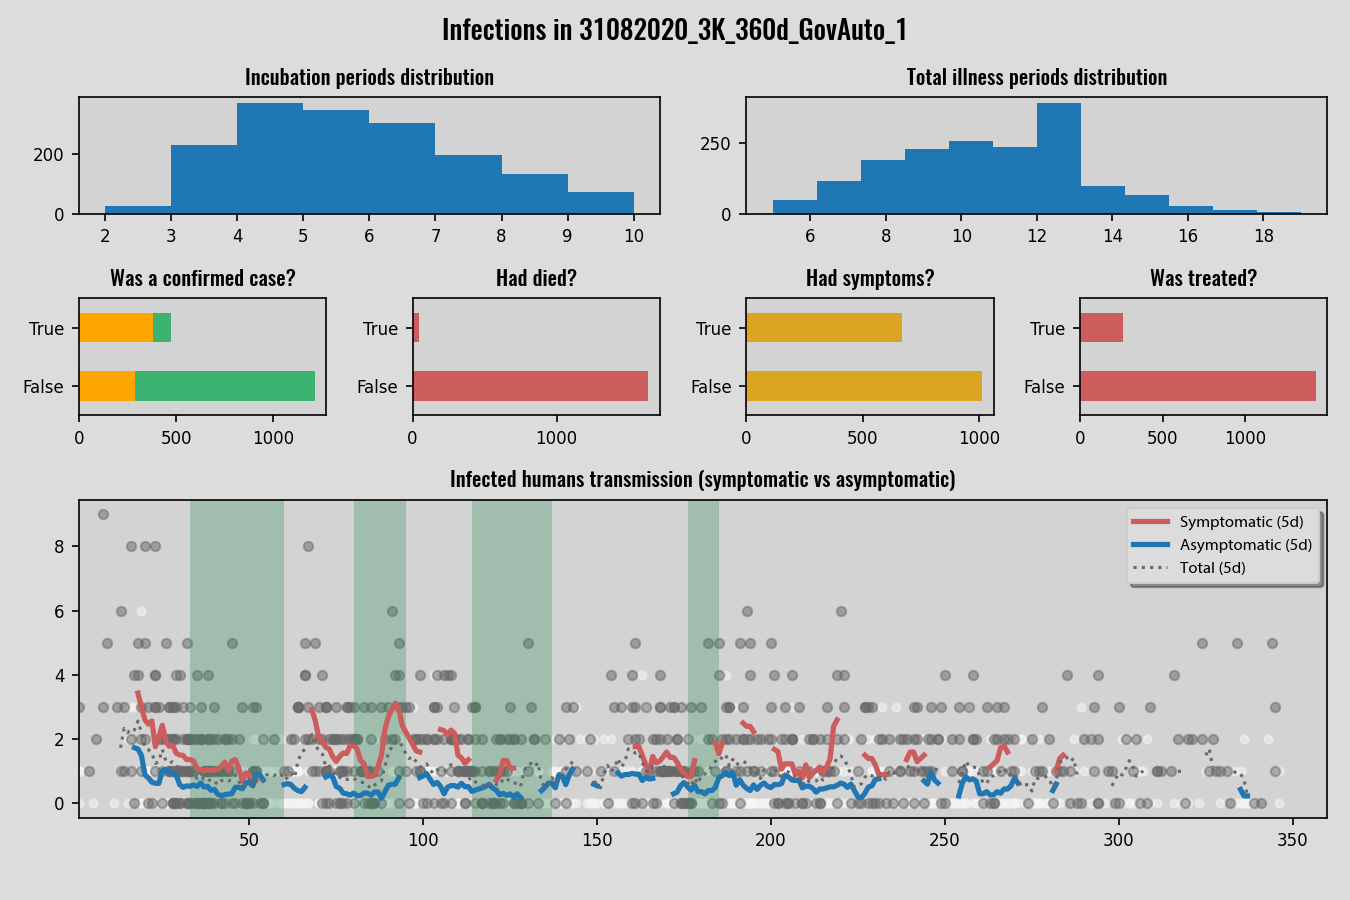 Infections in 31082020_3K_360d_GovAuto_1
Incubation periods distribution
Total illness periods distribution
200
0
2 3 4 5 6 7 8 9 10
250
0
6 8 10 12 14 16 18
Was a confirmed case?
Had died?
Had symptoms?
Was treated?
True
False
0 500 1000
True
False
0 1000
True
False
0 500 1000
True
False
0 500 1000
Infected humans transmission (symptomatic vs asymptomatic)
Symptomatic (5d)
Asymptomatic (5d)
Total (5d)
8
6
4
2
0
50 100 150 200 250 300 350